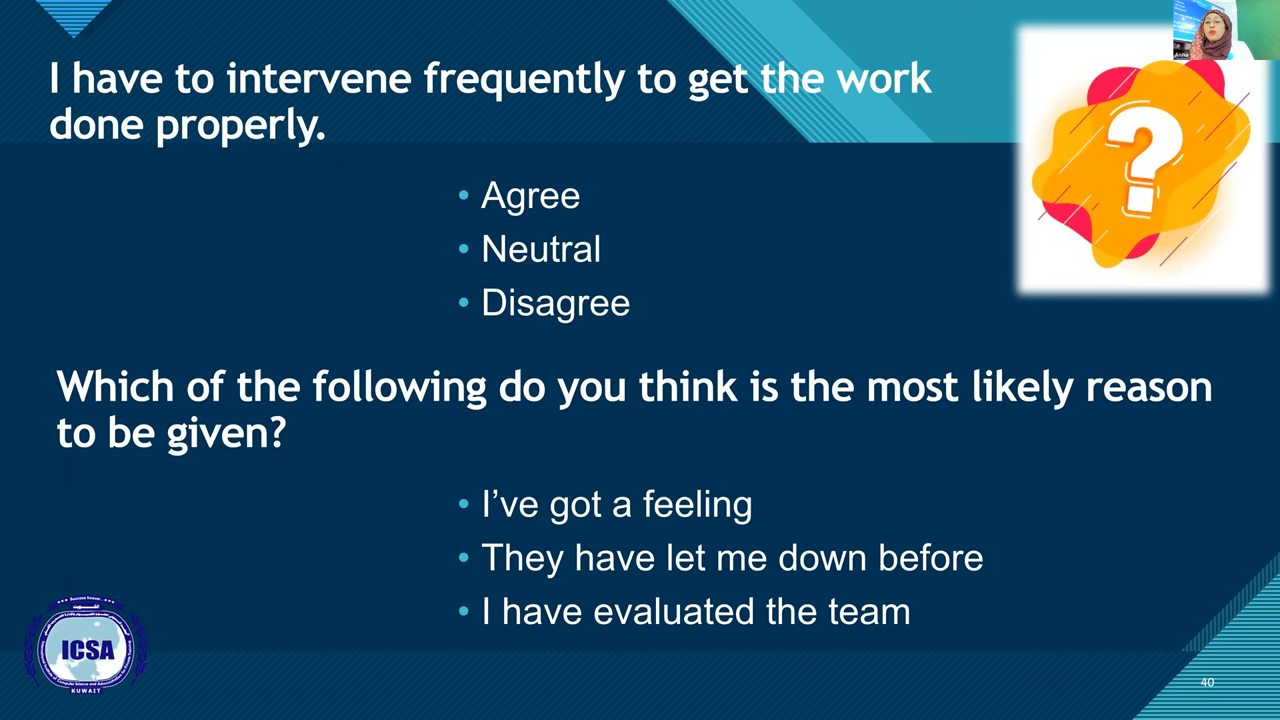 I have to intervene frequently to get the work
done properly.
• Agree
• Neutral
• Disagree
Which of the following do you think is the most likely reason
to be given?
• I’ve got a feeling
• They have let me down before
• I have evaluated the team
Success forever..
ICSA
KUWAIT
40